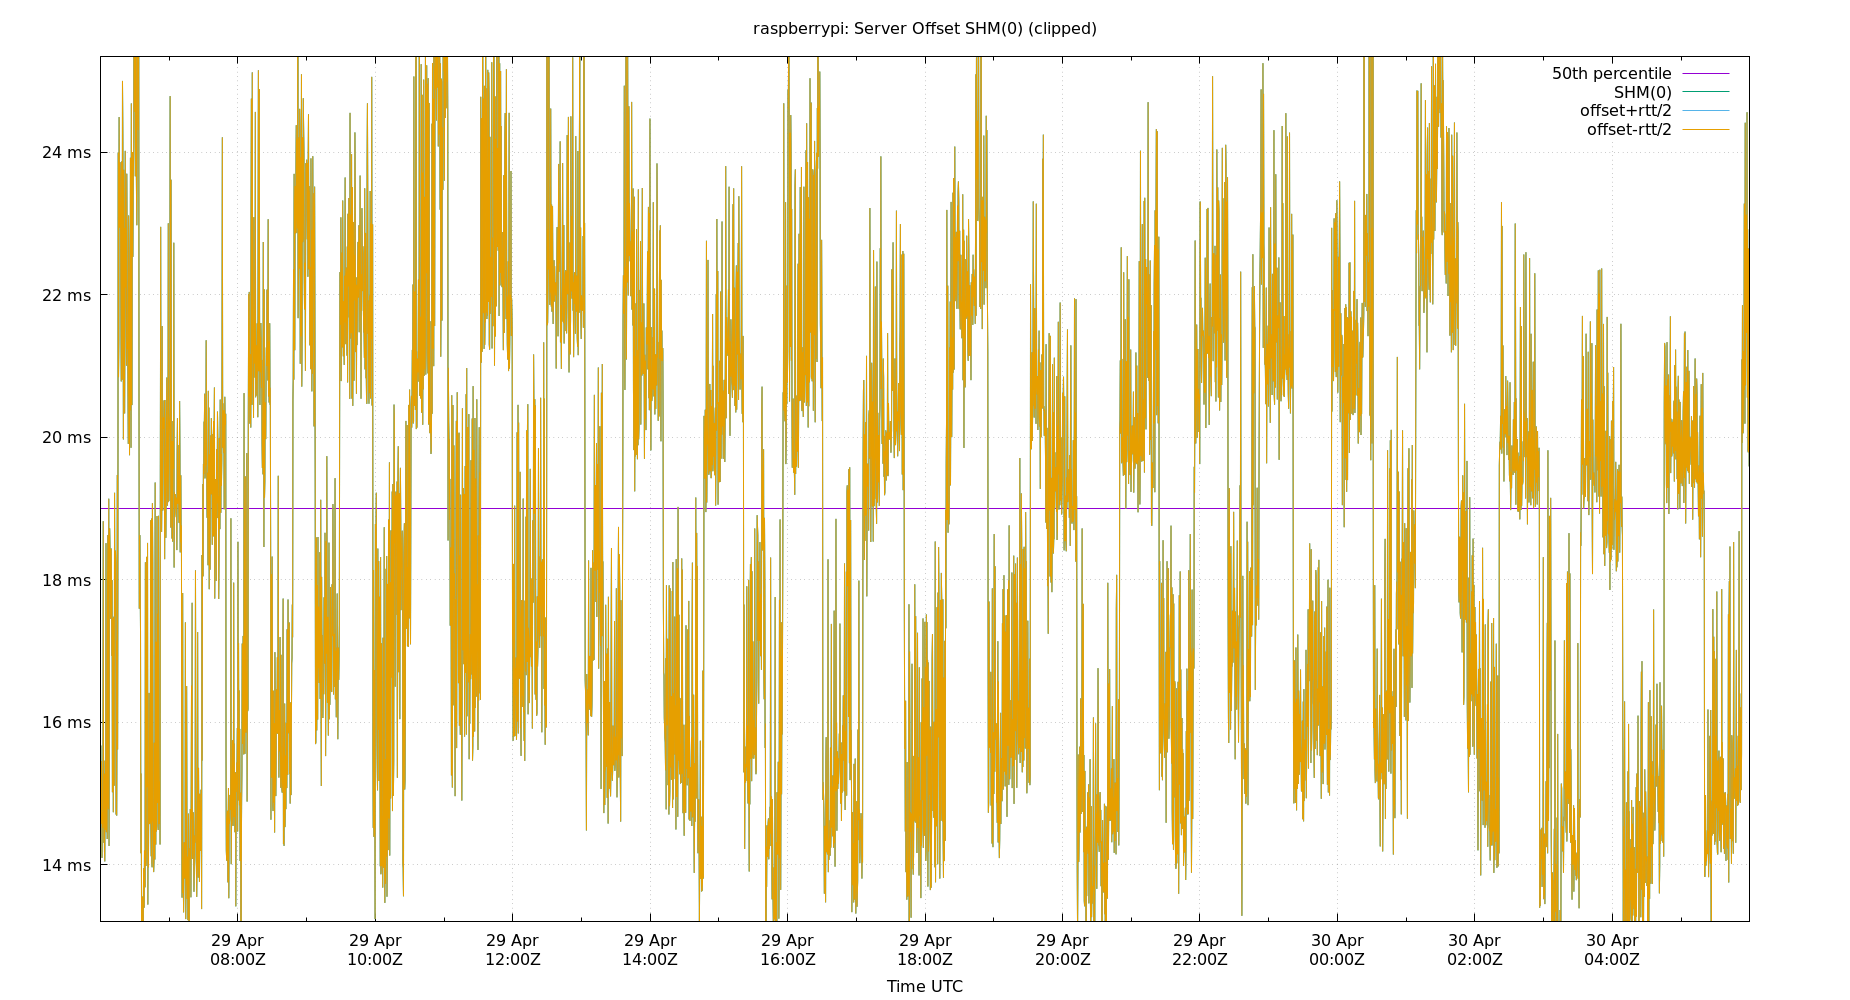 raspberrypi: Server Offset SHM(0) (clipped)
50th percentile
SHM(0)
offset+rtt/2
offset-rtt/2
24 ms
22 ms
20 ms
18 ms
16 ms
14 ms
29 Apr 29 Apr 29 Apr 29 Apr 29 Apr 29 Apr 29 Apr 29 Apr 30 Apr 30 Apr 30 Apr
08:00Z 10:00Z 12:00Z 14:00Z 16:00Z 18:00Z 20:00Z 22:00Z 00:00Z 02:00Z 04:00Z
Time UTC